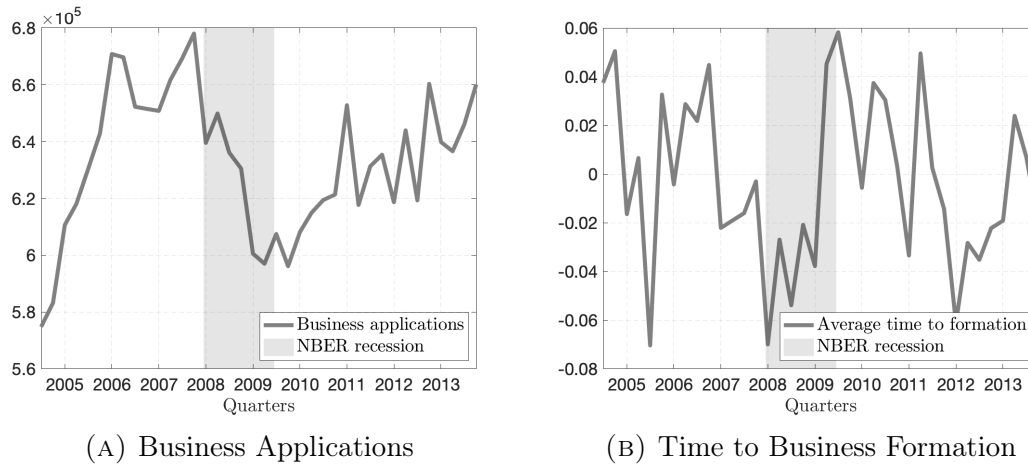 ×10⁵
6.8
6.6
6.4
6.2
6
5.8
5.6
2005 2006 2007 2008 2009 2010 2011 2012 2013
Quarters
Business applications
NBER recession
(A) Business Applications
0.06
0.04
0.02
0
-0.02
-0.04
-0.06
-0.08
2005 2006 2007 2008 2009 2010 2011 2012 2013
Quarters
Average time to formation
NBER recession
(B) Time to Business Formation